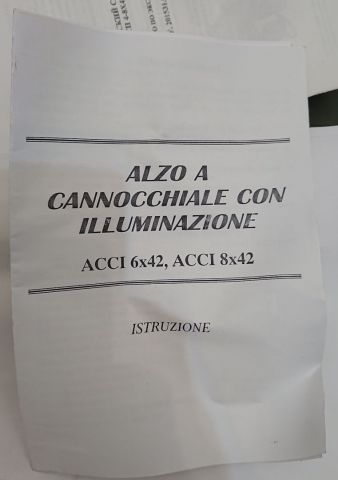 ALZO A
CANNOCCHIALE CON
ILLUMINAZIONE
ACCI 6x42, ACCI 8x42
ISTRUZIONE